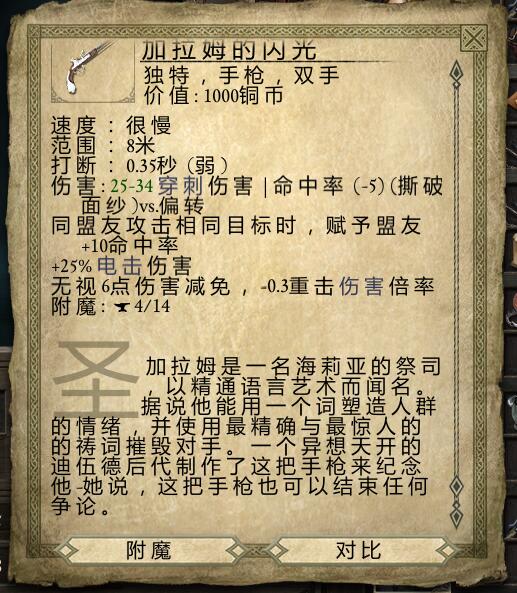 加拉姆的闪光
独特，手枪，双手
价值：1000铜币
速度：很慢
范围：8米
打断：0.35秒（弱）
伤害：25-34穿刺伤害|命中率（-5）（撕破
面纱）vs.偏转
同盟友攻击相同目标时，赋予盟友
+10命中率
+25%电击伤害
无视6点伤害减免，-0.3重击伤害倍率
附魔：4/14
圣 加拉姆是一名海莉亚的祭司
，以精通语言艺术而闻名。
据说他能用一个词塑造人群
的情绪，并使用最精确与最惊人的
的祷词摧毁对手。一个异想天开的
迪伍德后代制作了这把手枪来纪念
他-她说，这把手枪也可以结束任何
争论。
附魔
对比